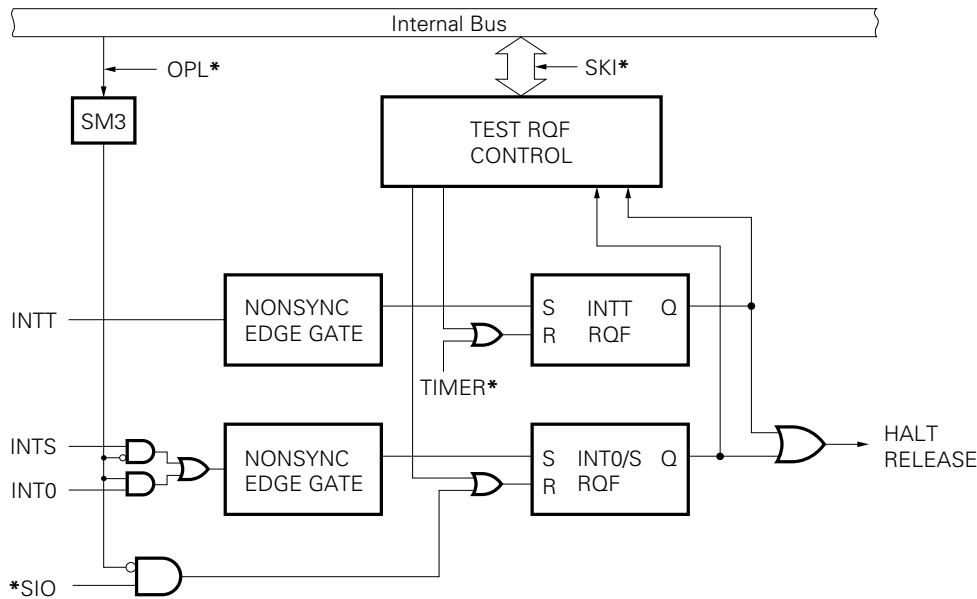 Internal Bus
OPL*
SKI*
SM3
TEST RQF
CONTROL
INTT
NONSYNC
EDGE GATE
S INTT Q
R RQF
TIMER*
INTS
INT0
NONSYNC
EDGE GATE
S INT0/S Q
R RQF
HALT
RELEASE
*SIO